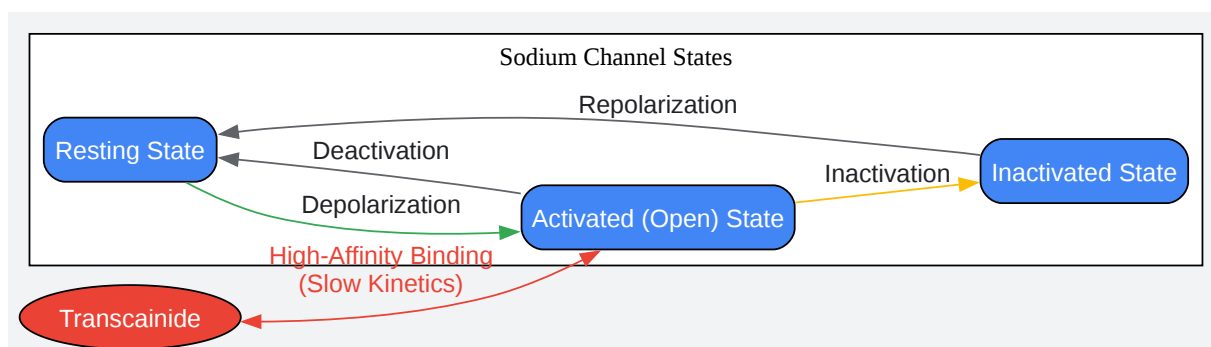 Sodium Channel States
Repolarization
Resting State
Deactivation
Inactivation
Inactivated State
Depolarization
Activated (Open) State
High-Affinity Binding
(Slow Kinetics)
Transcainide